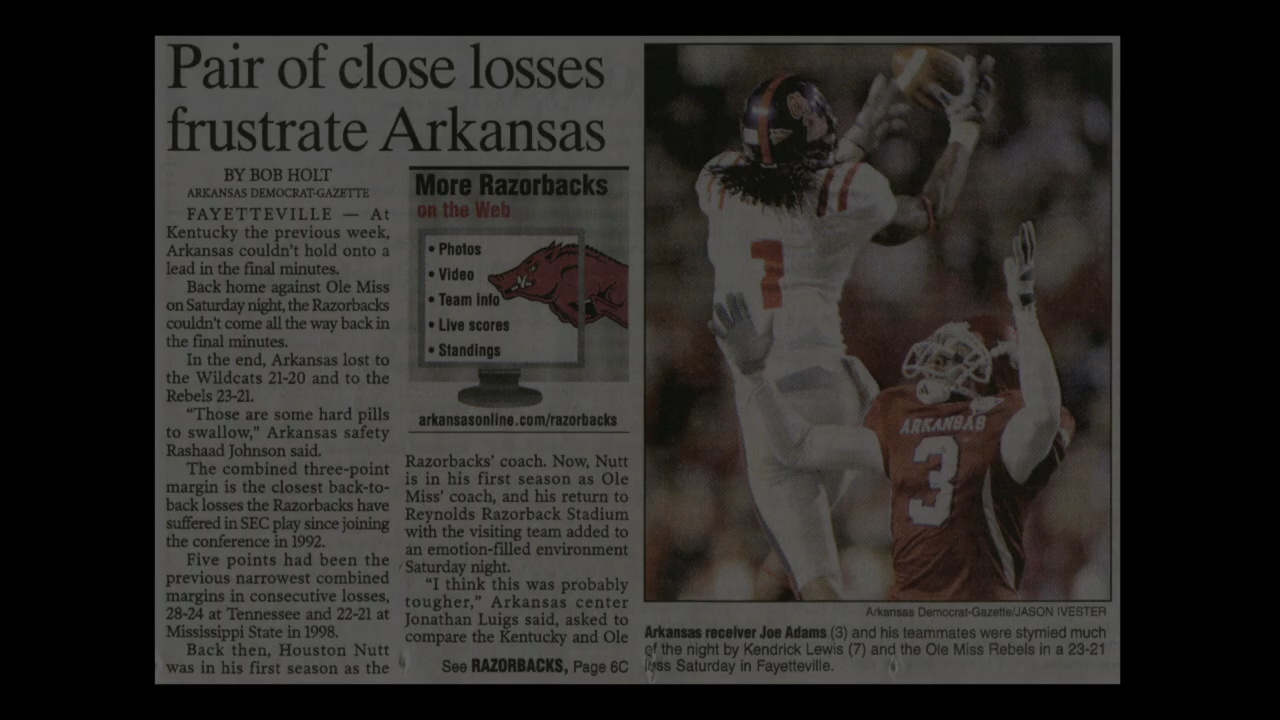 Pair of close losses
frustrate Arkansas
BY BOB HOLT
ARKANSAS DEMOCRAT-GAZETTE
FAYETTEVILLE — At
Kentucky the previous week,
Arkansas couldn't hold onto a
lead in the final minutes.
Back home against Ole Miss
on Saturday night, the Razorbacks
couldn't come all the way back in
the final minutes.
In the end, Arkansas lost to
the Wildcats 21-20 and to the
Rebels 23-21.
“Those are some hard pills
to swallow,” Arkansas safety
Rashaad Johnson said.
The combined three-point
margin is the closest back-to-
back losses the Razorbacks have
suffered in SEC play since joining
the conference in 1992.
Five points had been the
previous narrowest combined
margins in consecutive losses,
28-24 at Tennessee and 22-21 at
Mississippi State in 1998.
Back then, Houston Nutt
was in his first season as the
More Razorbacks
on the Web
• Photos
• Video
• Team info
• Live scores
• Standings
arkansasonline.com/razorbacks
Razorbacks' coach. Now, Nutt
is in his first season as Ole
Miss' coach, and his return to
Reynolds Razorback Stadium
with the visiting team added to
an emotion-filled environment
Saturday night.
“I think this was probably
tougher,” Arkansas center
Jonathan Luigs said, asked to
compare the Kentucky and Ole
See RAZORBACKS, Page 6C
7
ARKANSAS
3
Arkansas Democrat-Gazette/JASON IVESTER
Arkansas receiver Joe Adams (3) and his teammates were stymied much
of the night by Kendrick Lewis (7) and the Ole Miss Rebels in a 23-21
loss Saturday in Fayetteville.